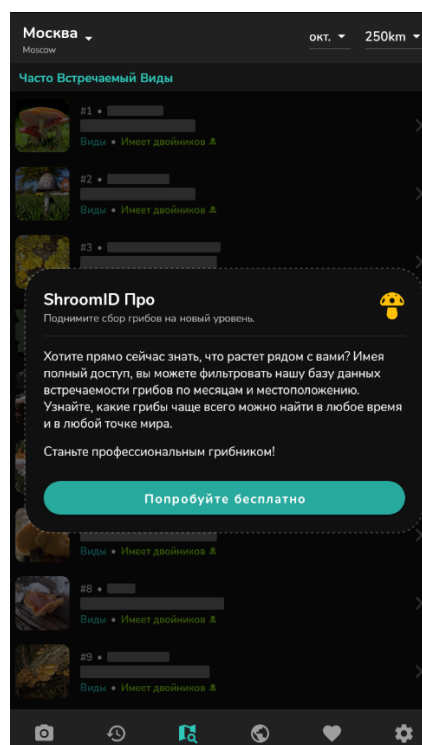 Москва
Moscow
окт.
250km
Часто Встречаемый Виды
#1 •
Виды • Имеет двойников
#2 •
Виды • Имеет двойников
#3 •
ShroomID Про
Поднимите сбор грибов на новый уровень.
Хотите прямо сейчас знать, что растет рядом с вами? Имея
полный доступ, вы можете фильтровать нашу базу данных
встречаемости грибов по месяцам и местоположению.
Узнайте, какие грибы чаще всего можно найти в любое время
и в любой точке мира.
Станьте профессиональным грибником!
Попробуйте бесплатно
Виды • Имеет двойников
#8 •
Виды • Имеет двойников
#9 •
Виды • Имеет двойников